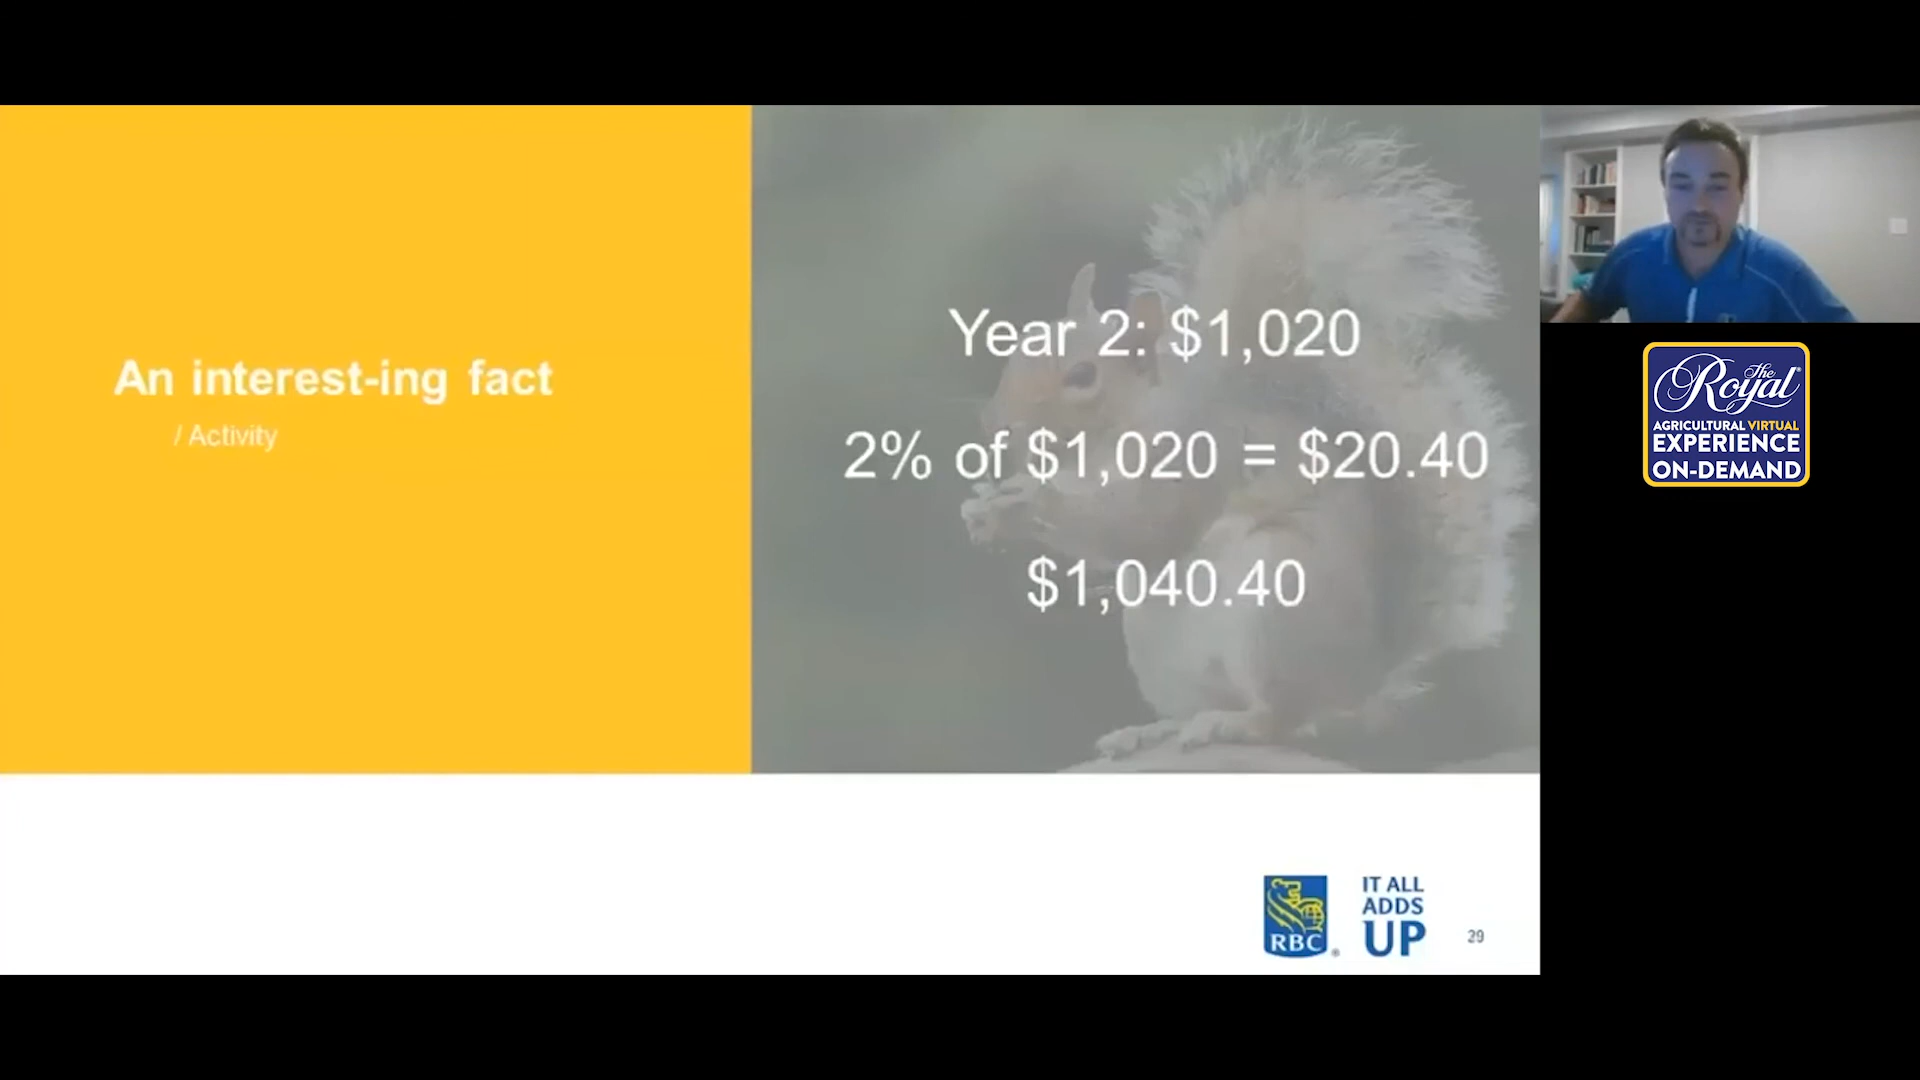 An interest-ing fact
/ Activity
Year 2: $1,020
2% of $1,020 = $20.40
$1,040.40
RBC ®
IT ALL
ADDS
UP
29
The
Royal®
AGRICULTURAL VIRTUAL
EXPERIENCE
ON-DEMAND